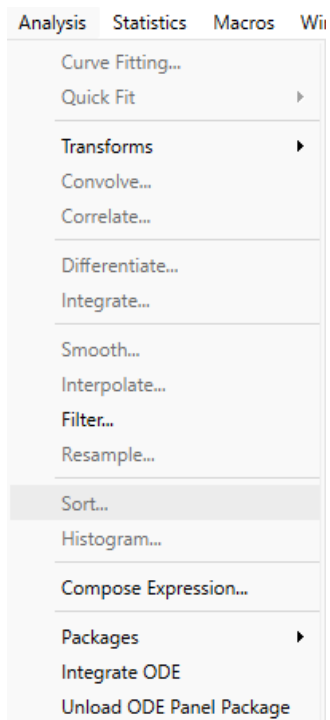 Analysis Statistics Macros
Curve Fitting...
Quick Fit
Transforms
Convolve...
Correlate...
Differentiate...
Integrate...
Smooth...
Interpolate...
Filter...
Resample...
Sort...
Histogram...
Compose Expression...
Packages
Integrate ODE
Unload ODE Panel Package